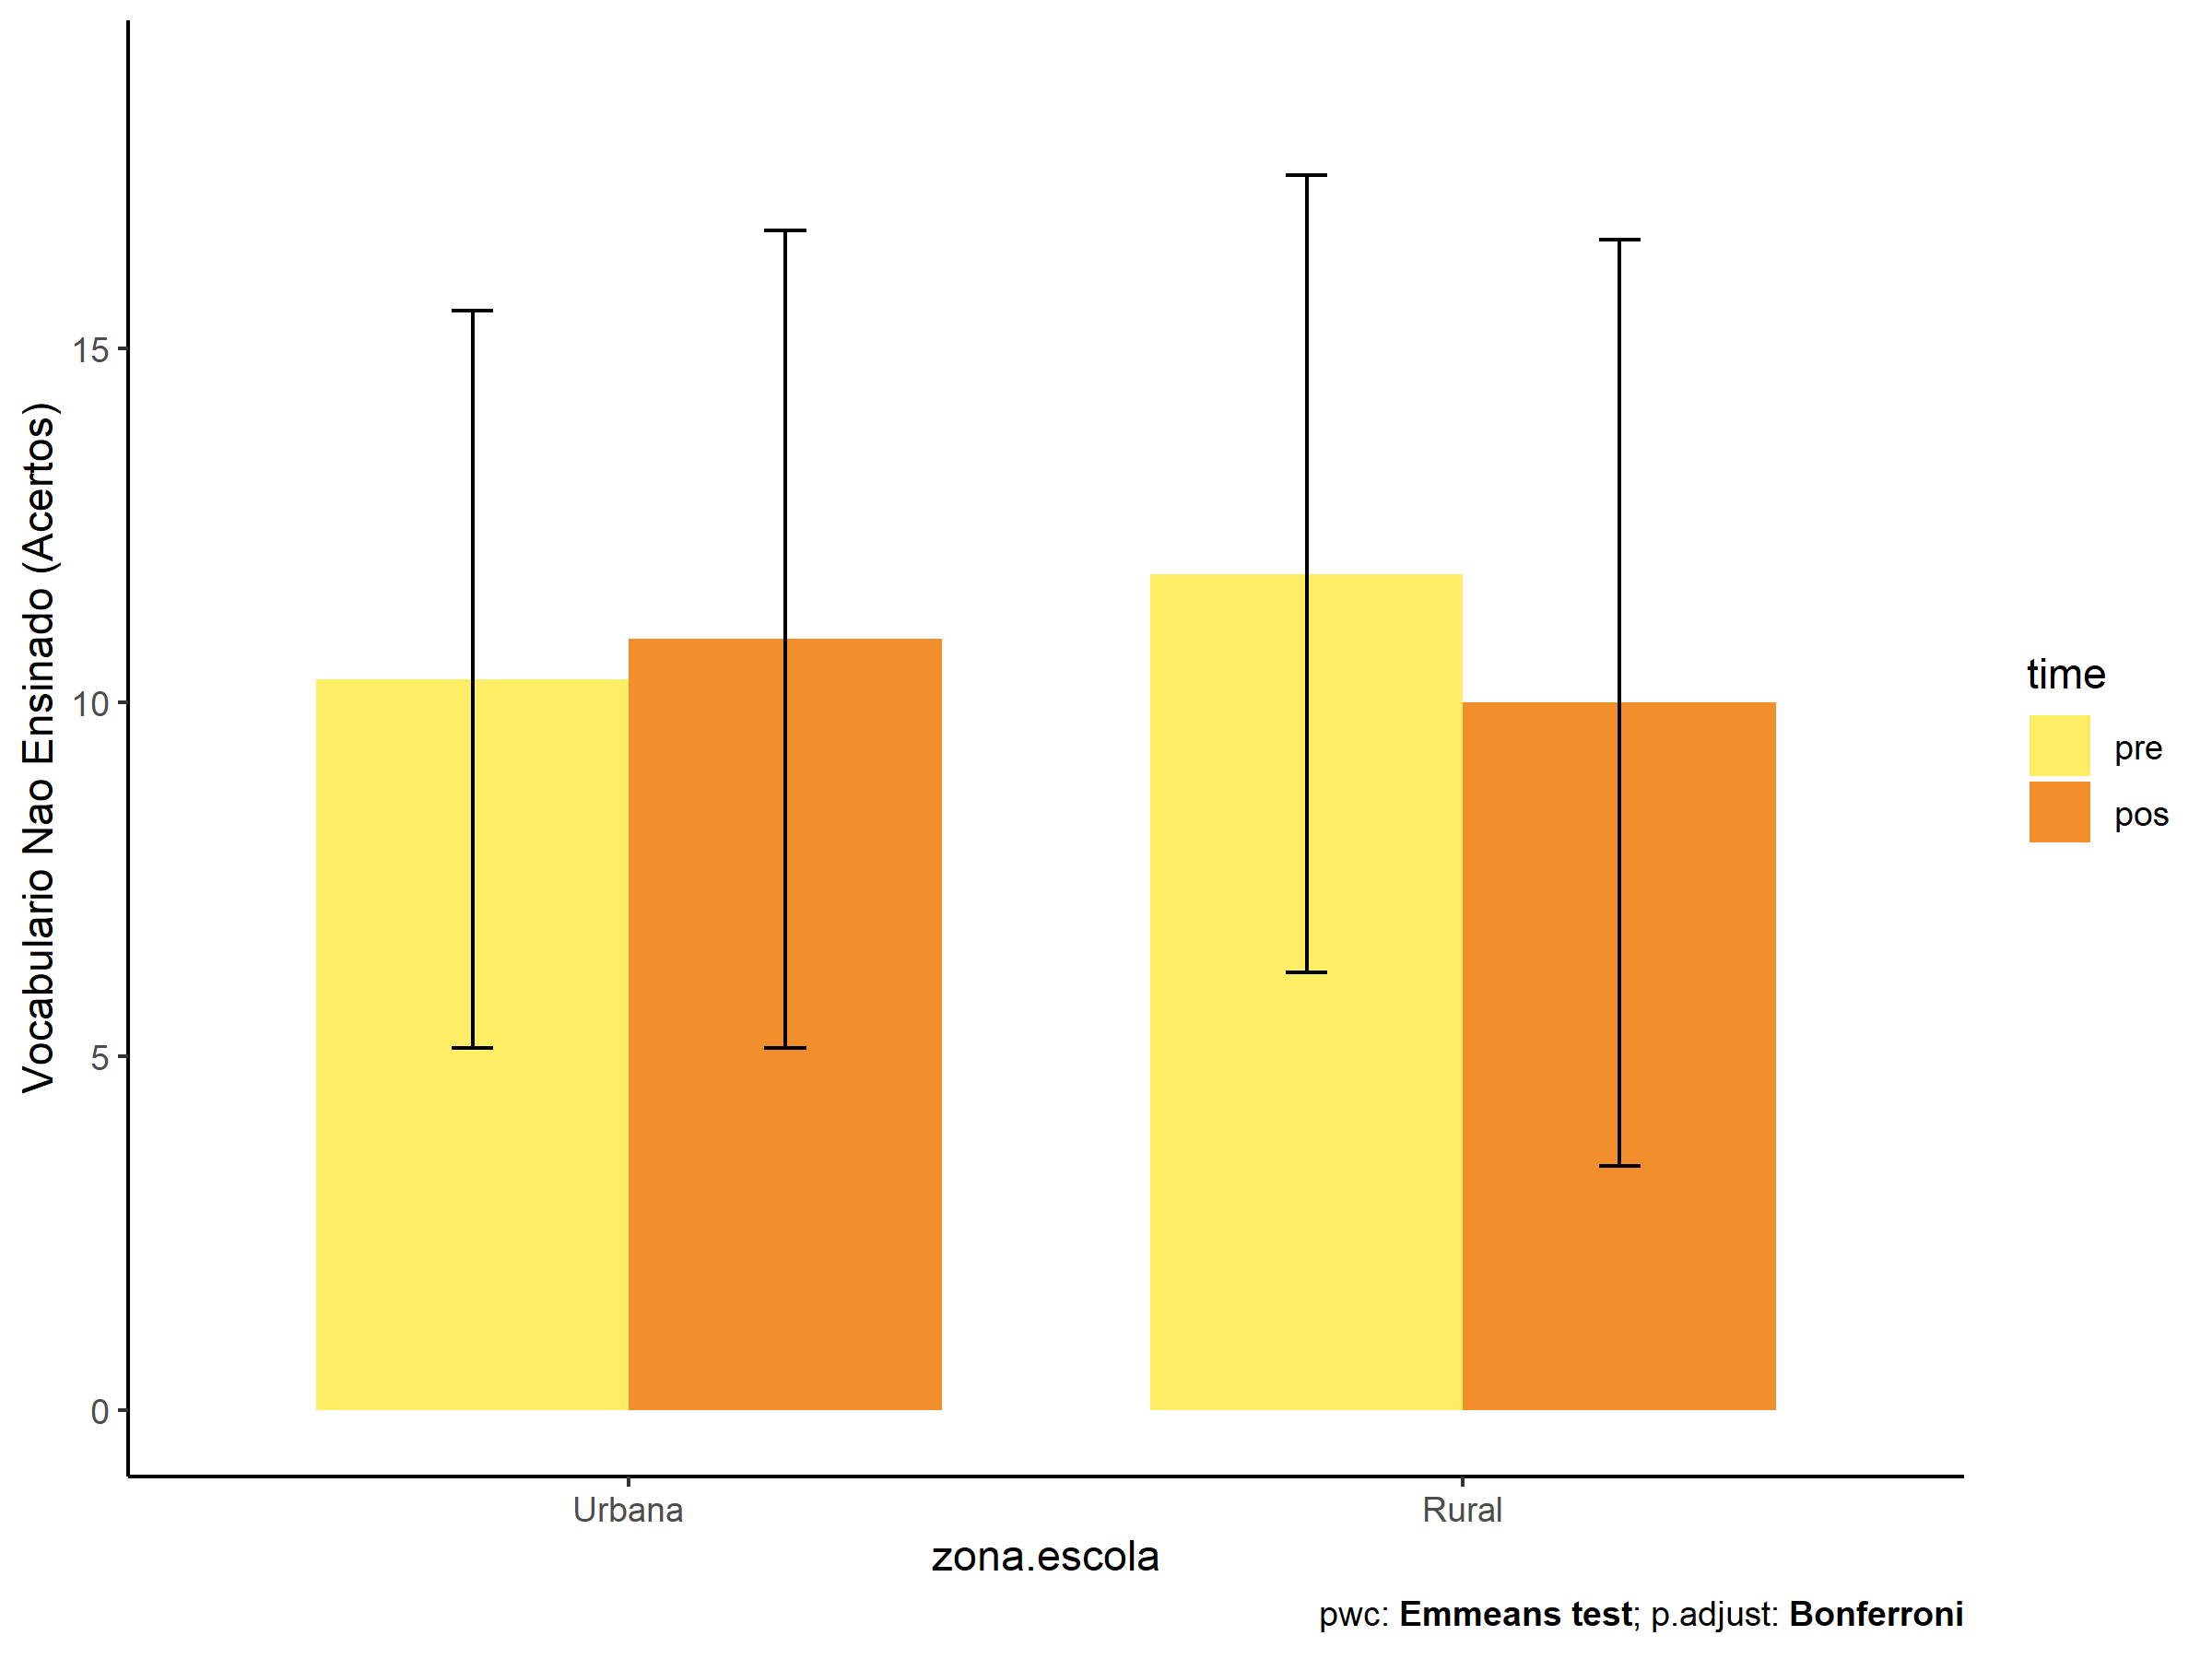 Vocabulario Nao Ensinado (Acertos)
15
10
5
0
Urbana
Rural
zona.escola
time
pre
pos
pwc: Emmeans test; p.adjust: Bonferroni